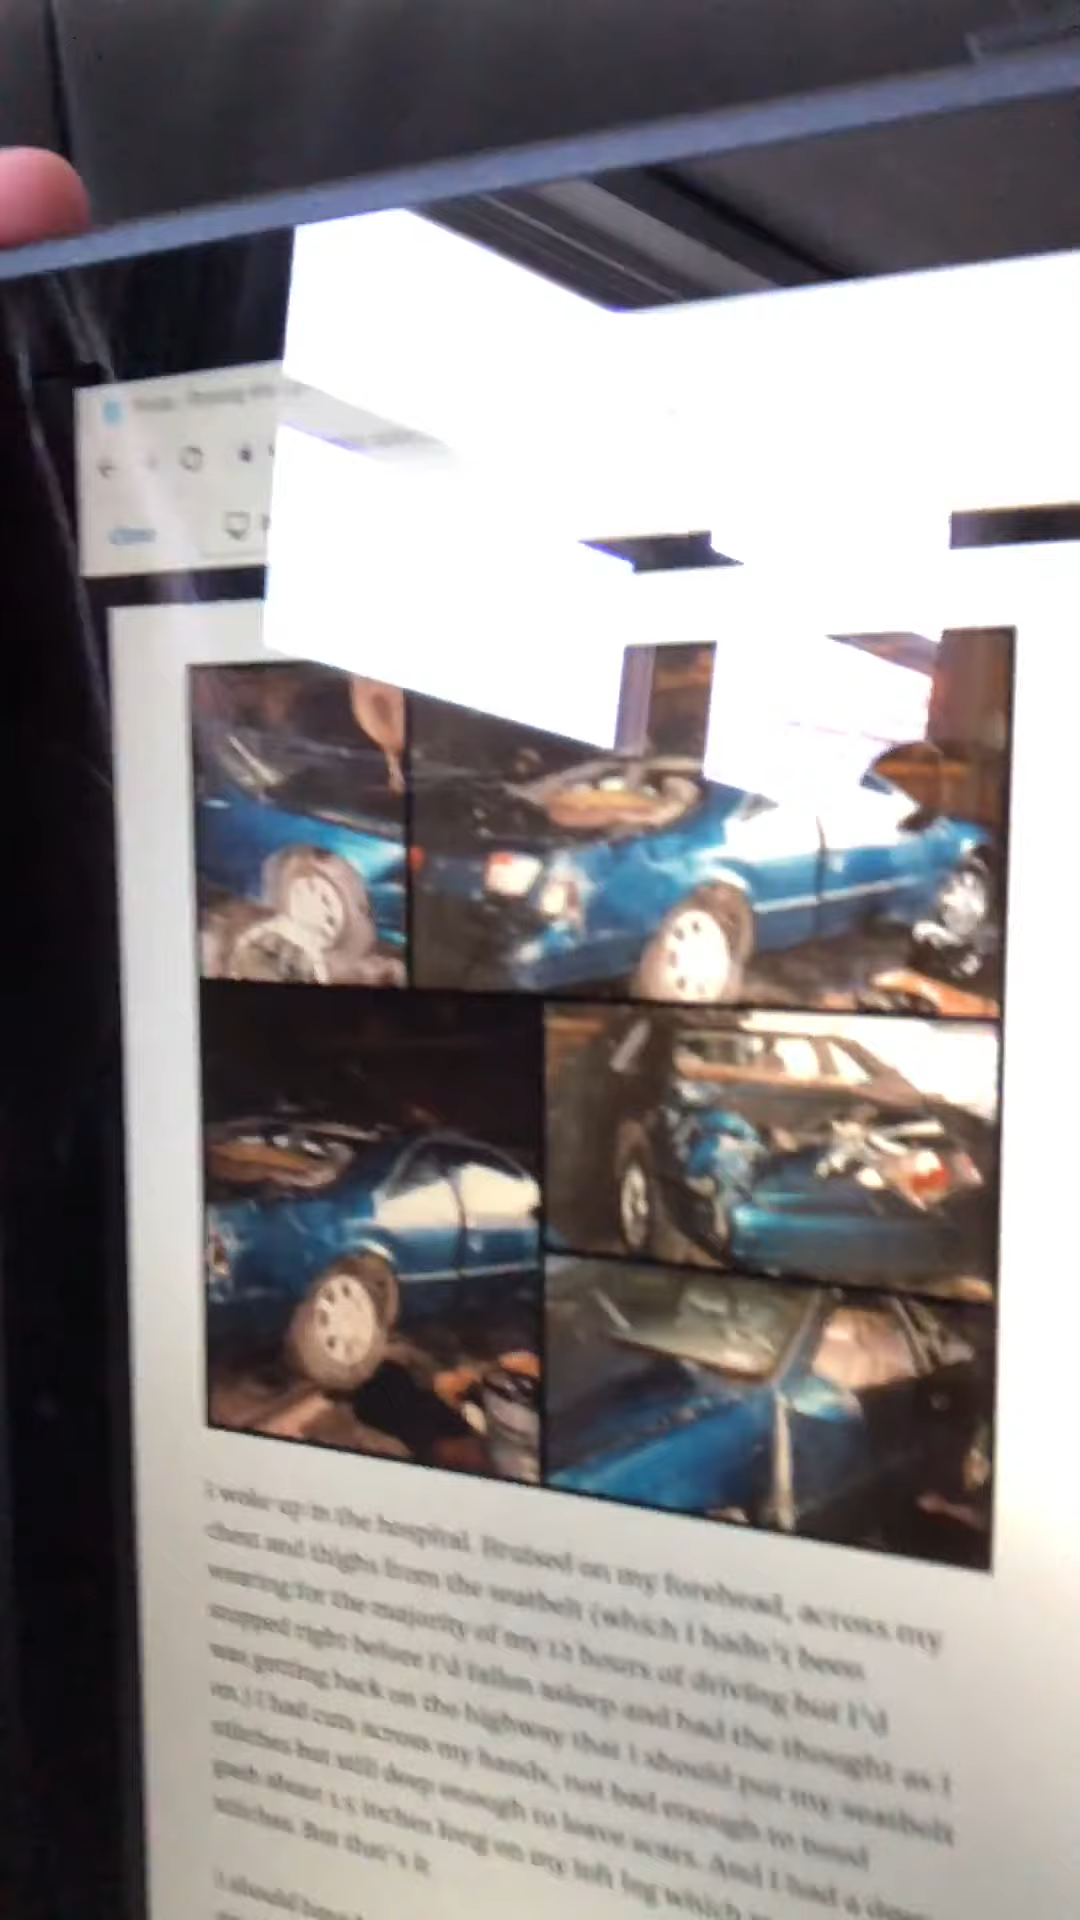 Close
I woke up in the hospital. Bruised on my forehead, across my
chest and thighs from the seatbelt (which I hadn't been
wearing for the majority of my 12 hours of driving but I'd
stopped right before I'd fallen asleep and had the thought as I
was getting back on the highway that I should put my seatbelt
on.) I had cuts across my hands, not bad enough to need
stitches but still deep enough to leave scars. And I had a deep
gash about 1.5 inches long on my left leg which
stitches. But that's it
I should have